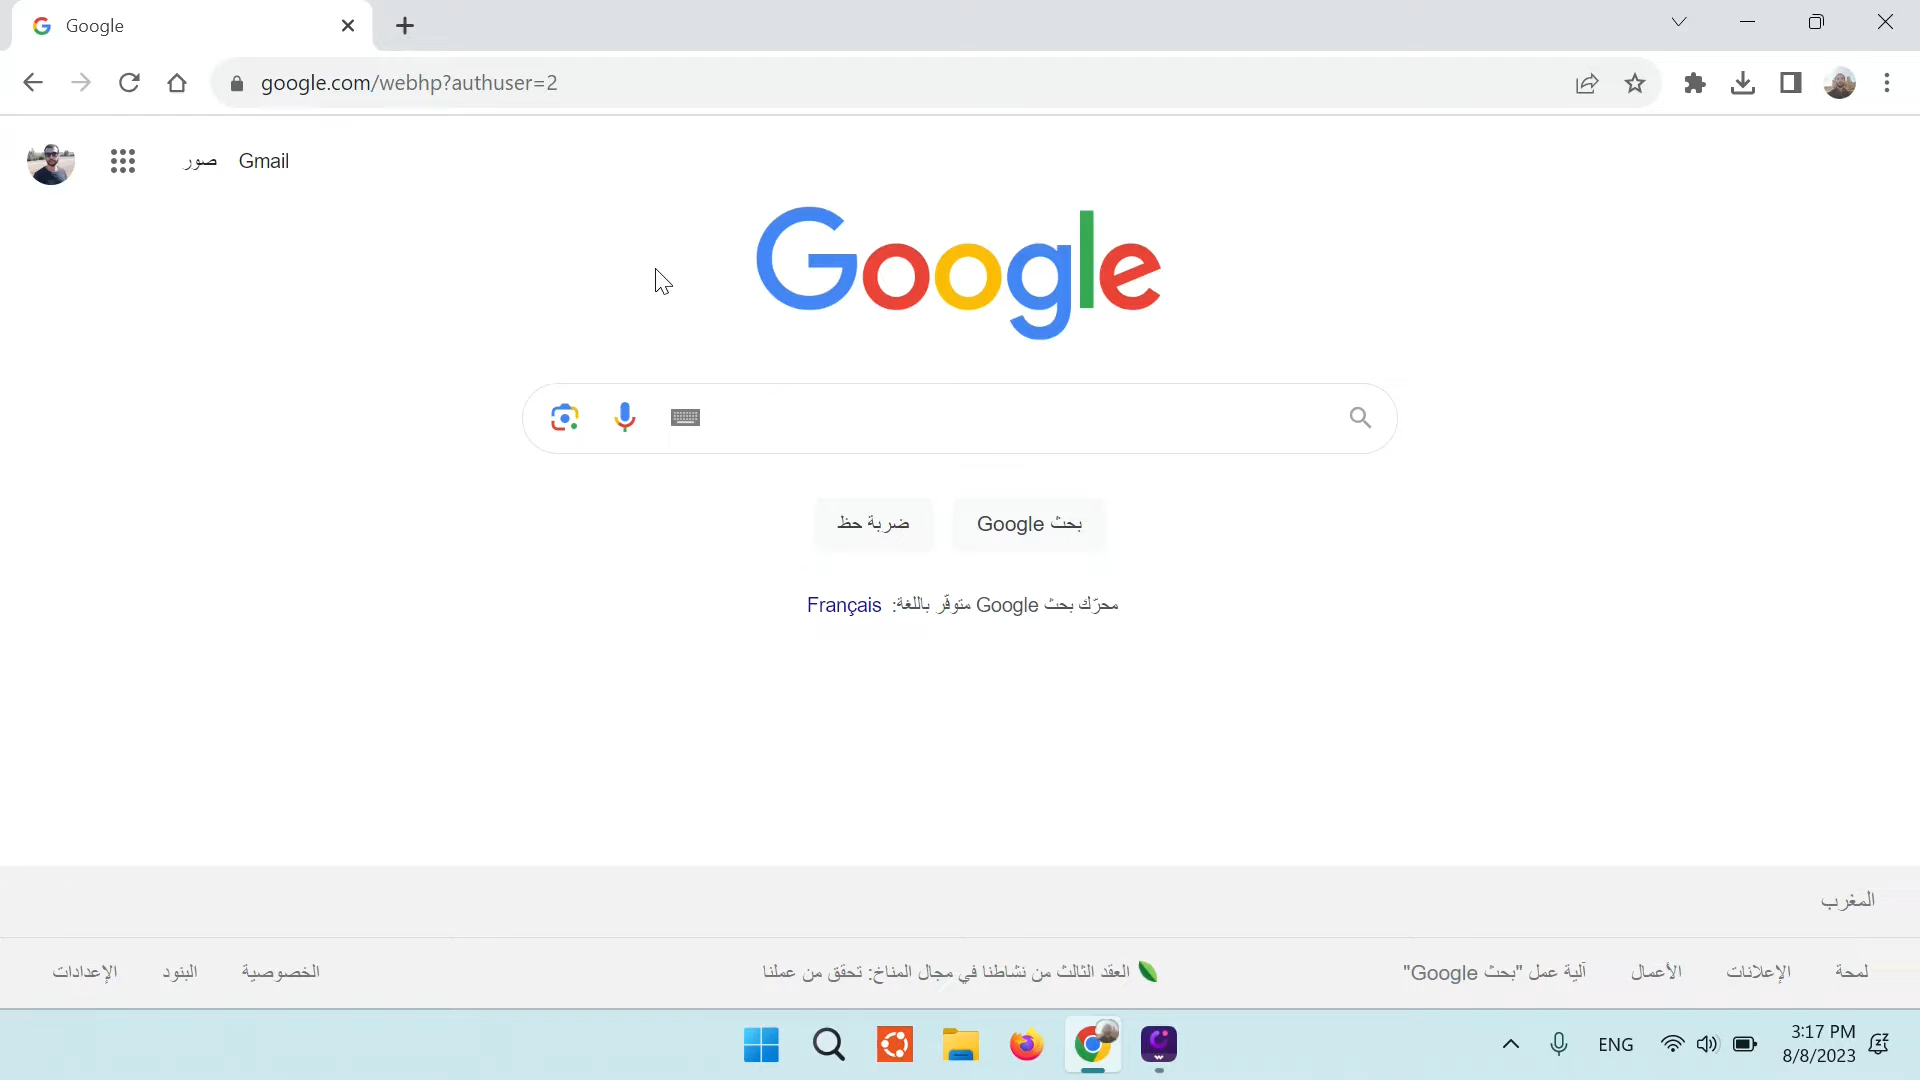 Google
google.com/webhp?authuser=2
صور
Gmail
Google
بحث Google
ضربة حظ
محرّك بحث Google متوفّر باللغة: Français
المغرب
لمحة
الإعلانات
الأعمال
آلية عمل "بحث Google"
العقد الثالث من نشاطنا في مجال المناخ: تحقق من عملنا
الخصوصية
البنود
الإعدادات
ENG
3:17 PM
8/8/2023